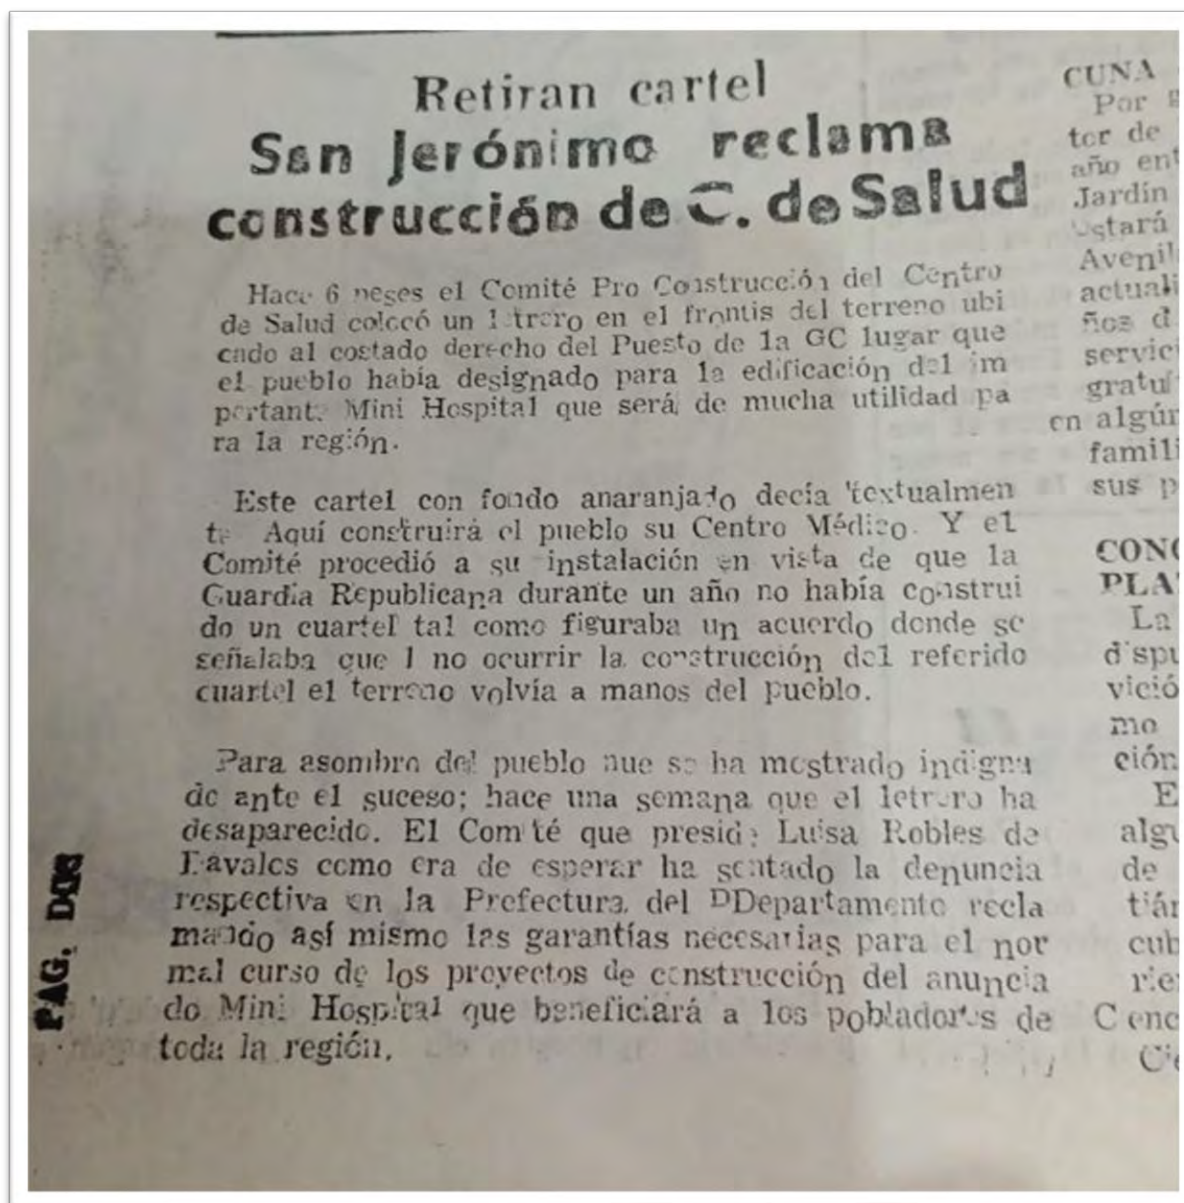 Retiran cartel
San Jerónimo reclama
construcción de C. de Salud
Hace 6 meses el Comité Pro Construcción del Centro
de Salud colocó un letrero en el frontis del terreno ubi
cado al costado derecho del Puesto de la GC lugar que
el pueblo había designado para la edificación del im
portante Mini Hospital que será de mucha utilidad pa
ra la región.
Este cartel con fondo anaranjado decía textualmen
te Aquí construirá el pueblo su Centro Médico. Y el
Comité procedió a su instalación en vista de que la
Guardia Republicana durante un año no había construi
do un cuartel tal como figuraba un acuerdo donde se
señalaba que l no ocurrir la construcción del referido
cuartel el terreno volvía a manos del pueblo.
Para asombro del pueblo que se ha mostrado indigna
do ante el suceso; hace una semana que el letrero ha
desaparecido. El Comité que preside Luisa Robles de
Dávalos como era de esperar ha sentado la denuncia
respectiva en la Prefectura del DDepartamento recla
mando así mismo las garantías necesarias para el nor
mal curso de los proyectos de construcción del anuncia
do Mini Hospital que beneficiará a los pobladores de
toda la región.
PAG. DOS
CUNA
Por
tor de
año ent
Jardín
Avenil
actuali
ños d
servici
gratuí
en algún
famili
sus p
CONC
PLA
La
dispu
vició
mo
ción
E
algu
de
tián
cub
rie
C enc